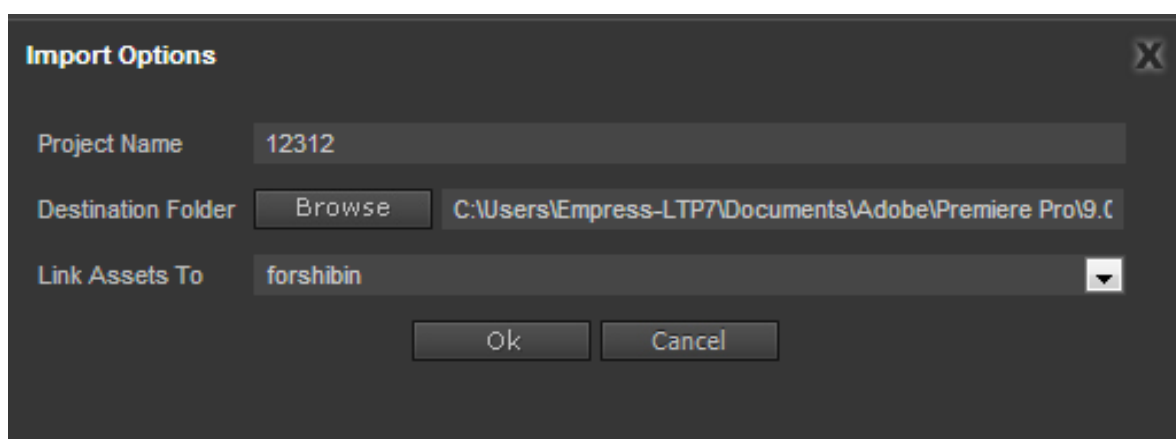 Import Options X
Project Name 12312
Destination Folder Browse C:\Users\Empress-LTP7\Documents\Adobe\Premiere Pro\9.0
Link Assets To forshibin
Ok Cancel